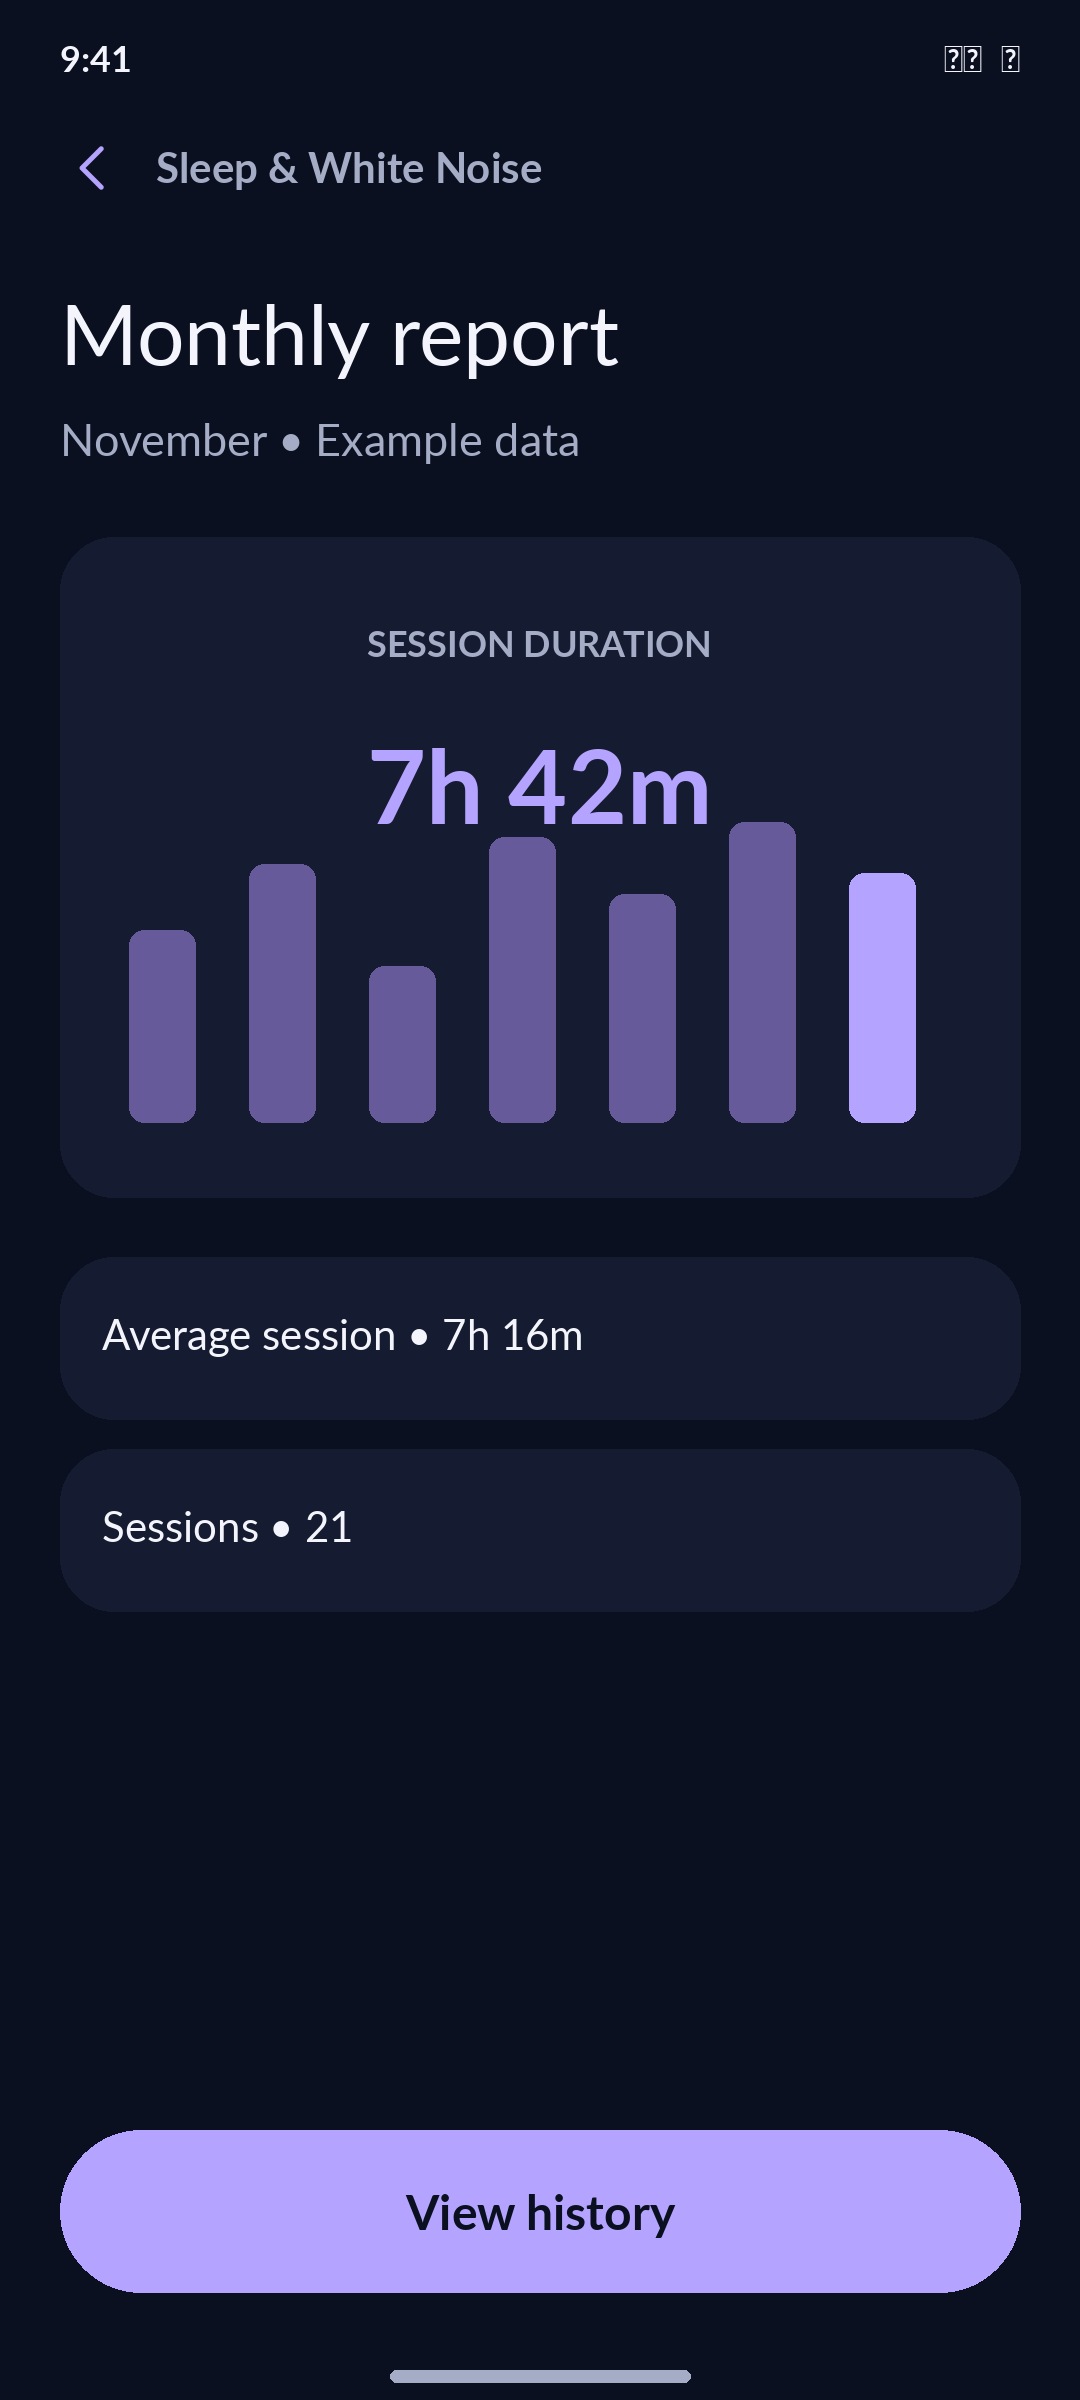 9:41
Sleep & White Noise
Monthly report
November • Example data
SESSION DURATION
7h 42m
Average session • 7h 16m
Sessions • 21
View history